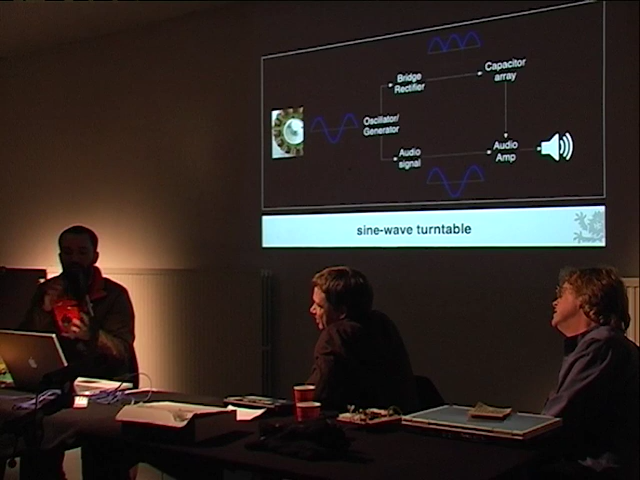 Bridge
Rectifier
Capacitor
array
Oscillator/
Generator
Audio
signal
Audio
Amp
sine-wave turntable